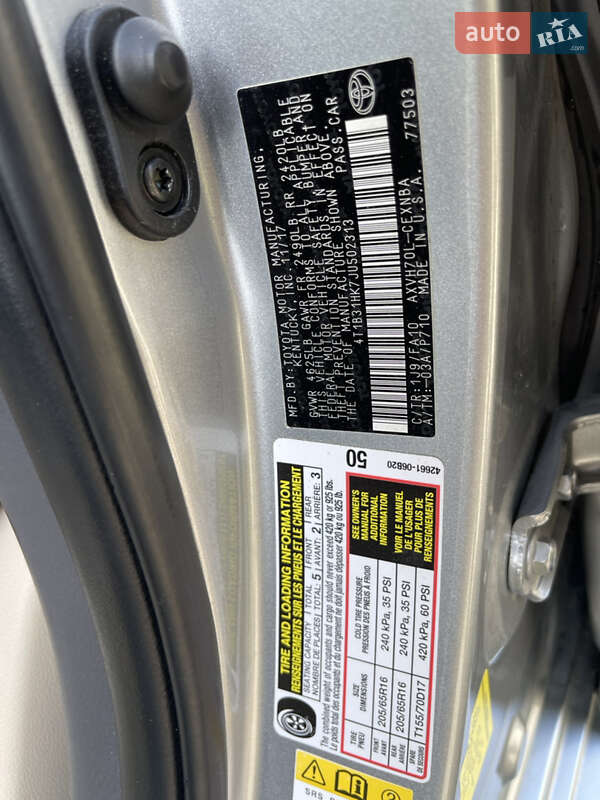 auto RIA.com
MFD.BY:TOYOTA MOTOR MANUFACTURING,
KENTUCKY, INC. 11/17
GVWR 4625LB GAWR FR 2490LB RR 2420LB
THIS VEHICLE CONFORMS TO ALL APPLICABLE
FEDERAL MOTOR VEHICLE SAFETY, BUMPER, AND
THEFT PREVENTION STANDARDS IN EFFECT ON
THE DATE OF MANUFACTURE SHOWN ABOVE.
4T1B31HK7JU502313 PASS.CAR
C/TR:1J9/FA10 AXVH70L-CEXNBA
A/TM:-03A/P710 MADE IN U.S.A. 77503
TIRE AND LOADING INFORMATION
RENSEIGNEMENTS SUR LES PNEUS ET LE CHARGEMENT
SEATING CAPACITY TOTAL FRONT REAR
NOMBRE DE PLACES TOTAL: 5 AVANT: 2 ARRIÈRE: 3
The combined weight of occupants and cargo should never exceed 420 kg or 925 lbs.
Le poids total des occupants et du chargement ne doit jamais dépasser 420 kg ou 925 lb.
TIRE PNEU SIZE DIMENSIONS COLD TIRE PRESSURE PRESSION DES PNEUS À FROID
FRONT AVANT 205/65R16 240 kPa, 35 PSI
REAR ARRIÈRE 205/65R16 240 kPa, 35 PSI
SPARE DE SECOURS T155/70D17 420 kPa, 60 PSI
SEE OWNER'S
MANUAL FOR
ADDITIONAL
INFORMATION
VOIR LE MANUEL
DE L'USAGER
POUR PLUS DE
RENSEIGNEMENTS
50
42661-06B20
SRS